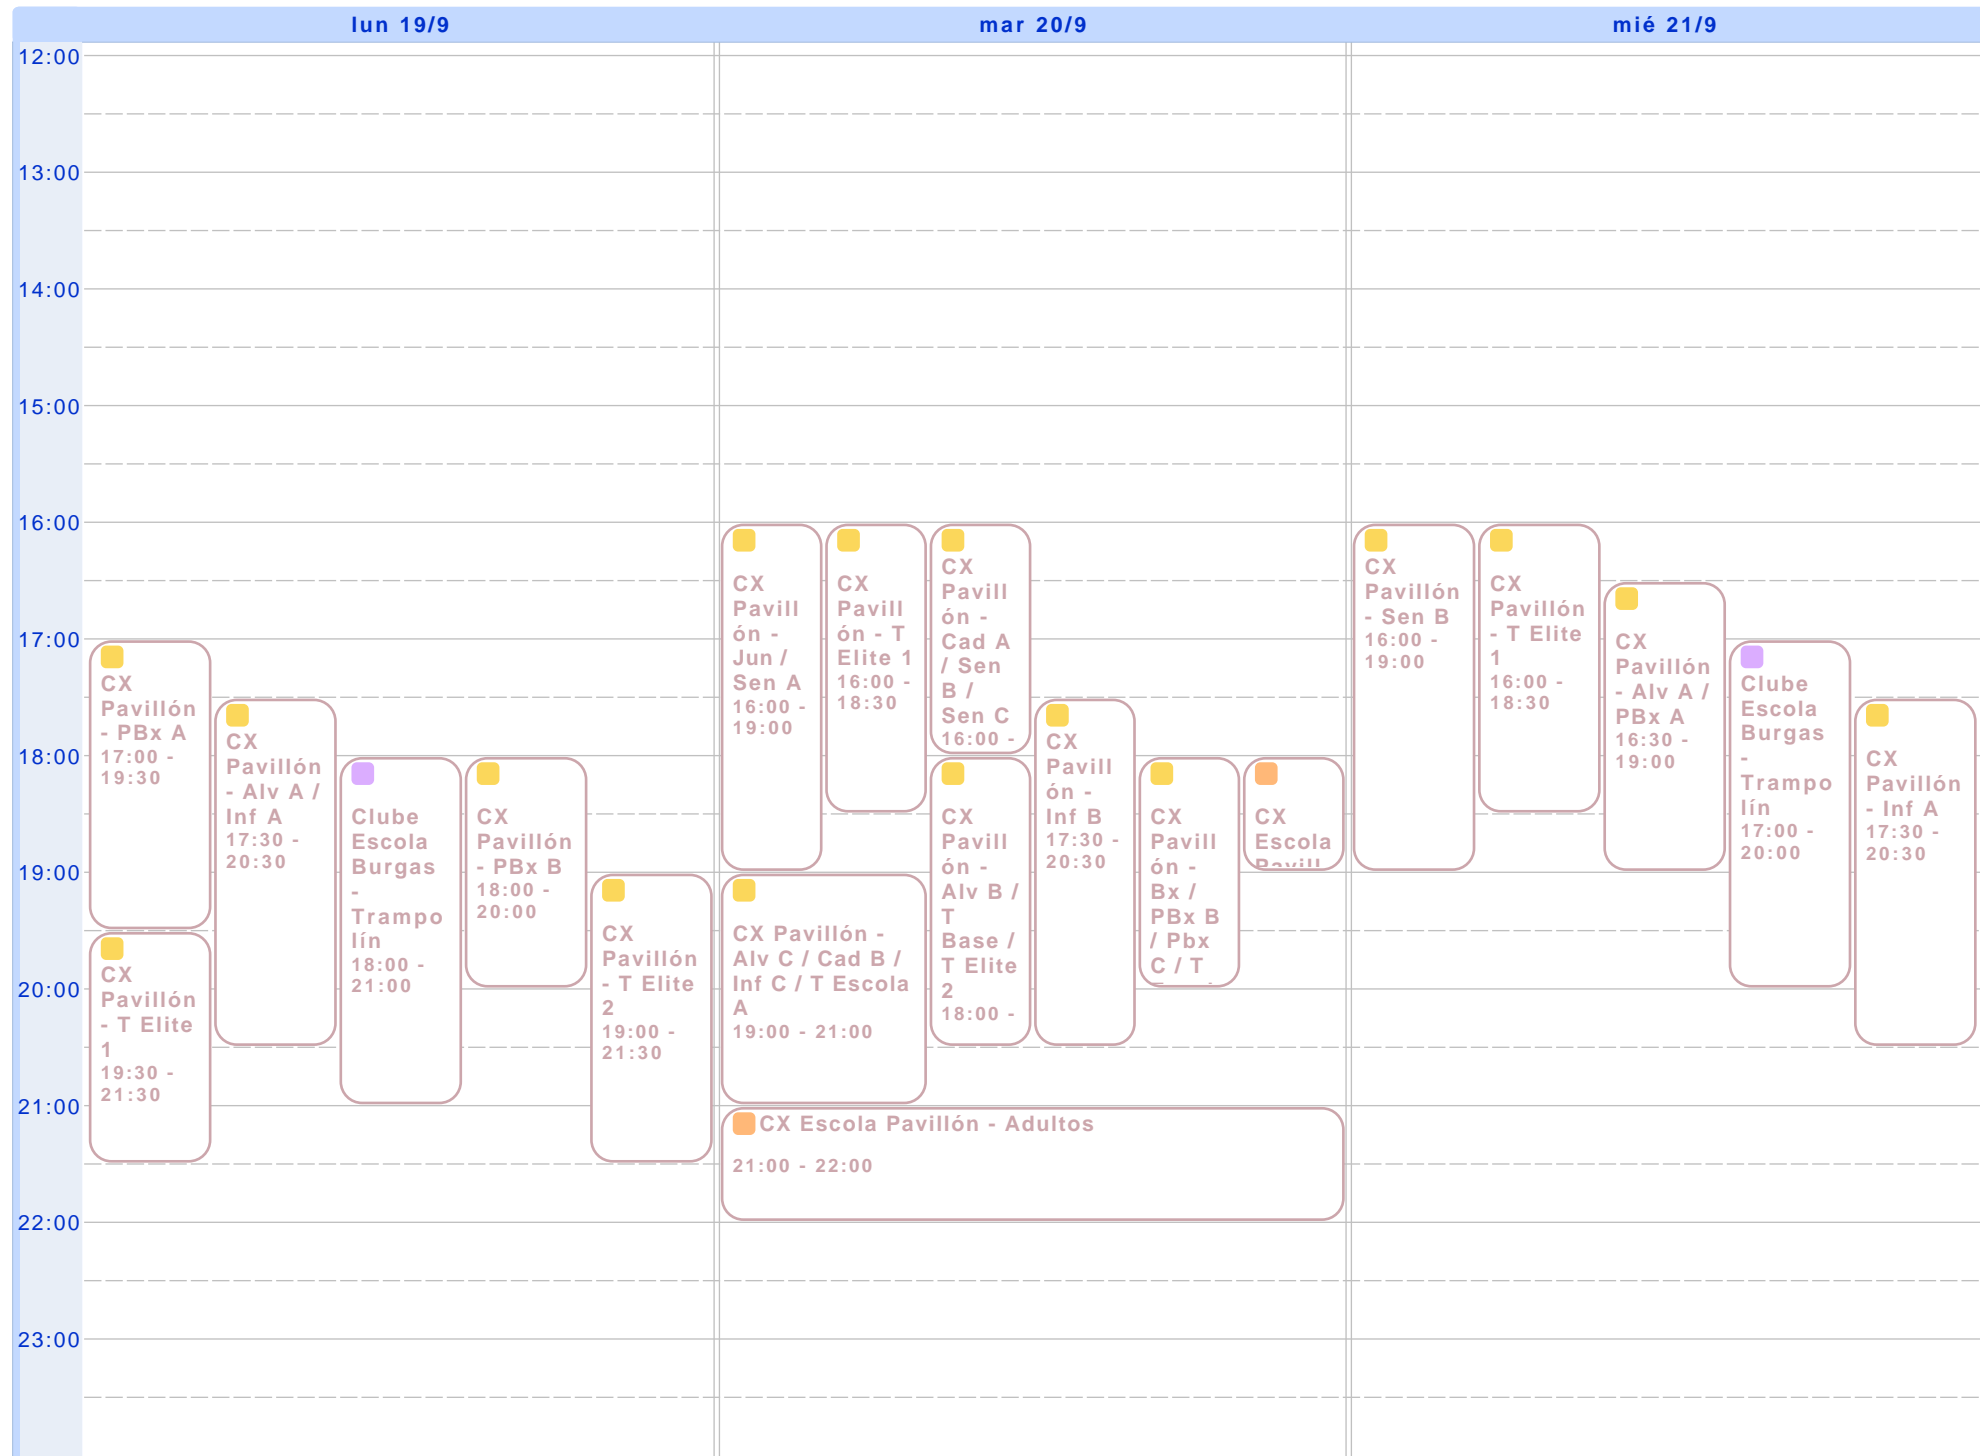 lun 19/9
mar 20/9
mié 21/9
12:00
13:00
14:00
15:00
16:00
17:00
18:00
19:00
20:00
21:00
22:00
23:00
CX
Pavillón
- PBx A
17:00 -
19:30
CX
Pavillón
- T Elite
1
19:30 -
21:30
CX
Pavillón
- Alv A /
Inf A
17:30 -
20:30
Clube
Escola
Burgas
-
Trampo
lín
18:00 -
21:00
CX
Pavillón
- PBx B
18:00 -
20:00
CX
Pavillón
- T Elite
2
19:00 -
21:30
CX
Pavill
ón -
Jun /
Sen A
16:00 -
19:00
CX
Pavill
ón - T
Elite 1
16:00 -
18:30
CX
Pavill
ón -
Cad A
/ Sen
B /
Sen C
16:00 -
CX
Pavill
ón -
Inf B
17:30 -
20:30
CX
Pavill
ón -
Alv B /
T
Base /
T Elite
2
18:00 -
CX
Pavill
ón -
Bx /
PBx B
/ Pbx
C / T
CX
Escola
Pavill
CX Pavillón -
Alv C / Cad B /
Inf C / T Escola
A
19:00 - 21:00
CX Escola Pavillón - Adultos
21:00 - 22:00
CX
Pavillón
- Sen B
16:00 -
19:00
CX
Pavillón
- T Elite
1
16:00 -
18:30
CX
Pavillón
- Alv A /
PBx A
16:30 -
19:00
Clube
Escola
Burgas
-
Trampo
lín
17:00 -
20:00
CX
Pavillón
- Inf A
17:30 -
20:30